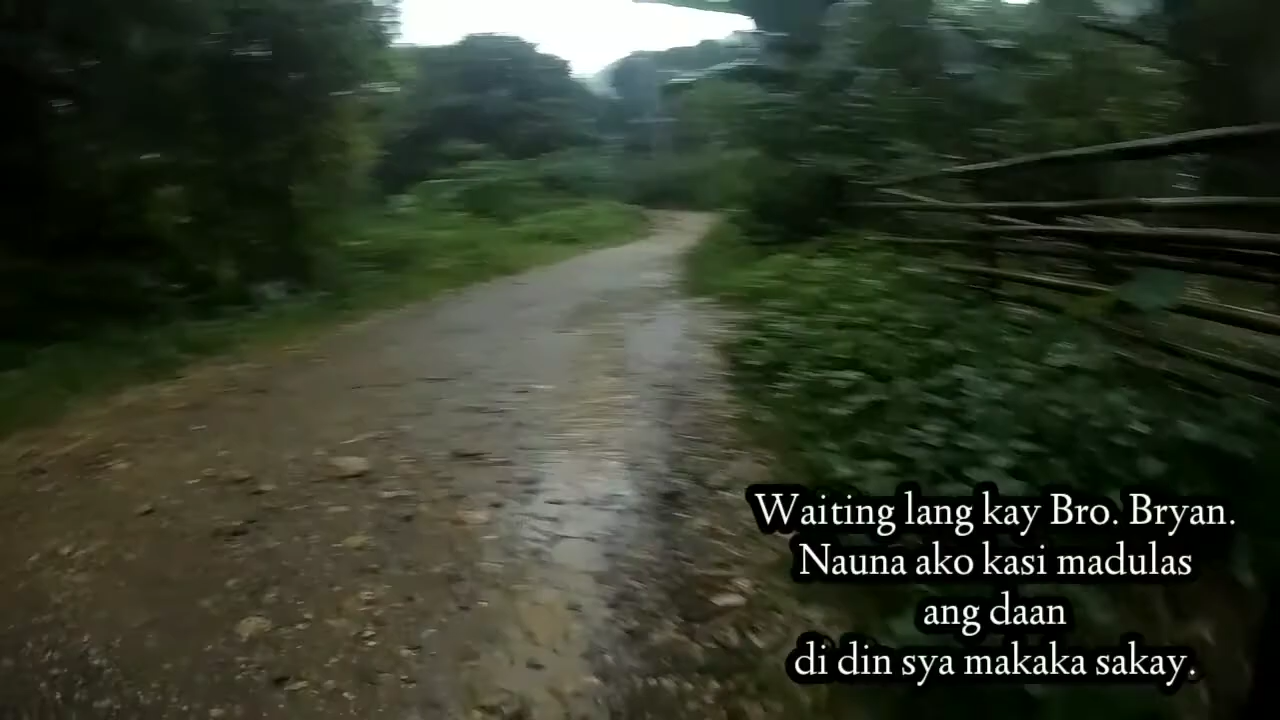 Waiting lang kay Bro. Bryan.
Nauna ako kasi madulas
ang daan
di din sya makaka sakay.